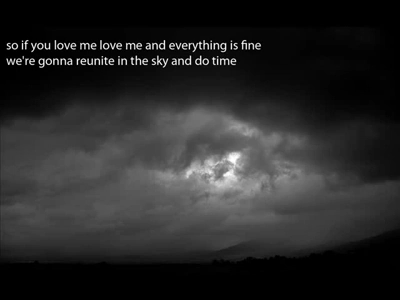 so if you love me love me and everything is fine
we're gonna reunite in the sky and do time